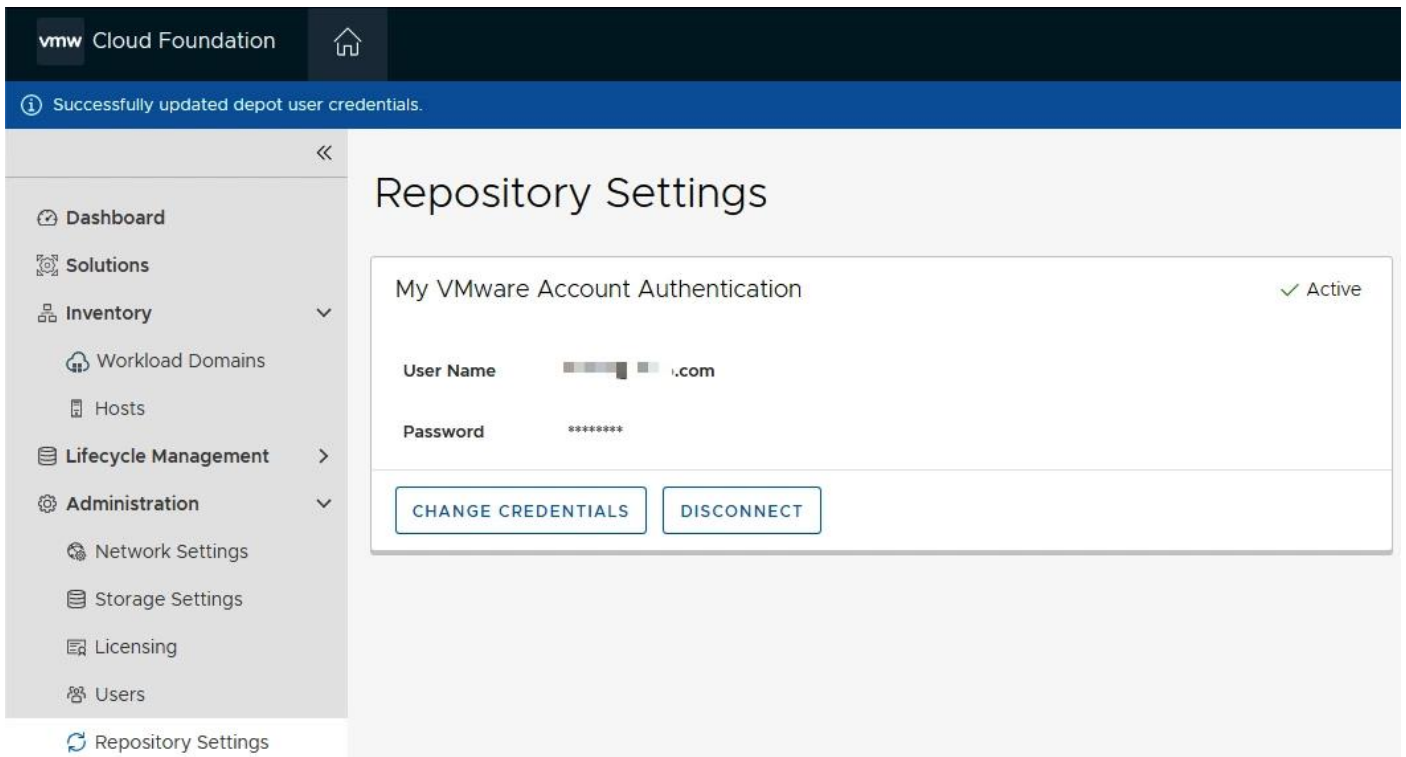 vmw Cloud Foundation
Successfully updated depot user credentials.
Dashboard
Solutions
Inventory
Workload Domains
Hosts
Lifecycle Management
Administration
Network Settings
Storage Settings
Licensing
Users
Repository Settings
Repository Settings
My VMware Account Authentication
Active
User Name .com
Password ********
CHANGE CREDENTIALS DISCONNECT